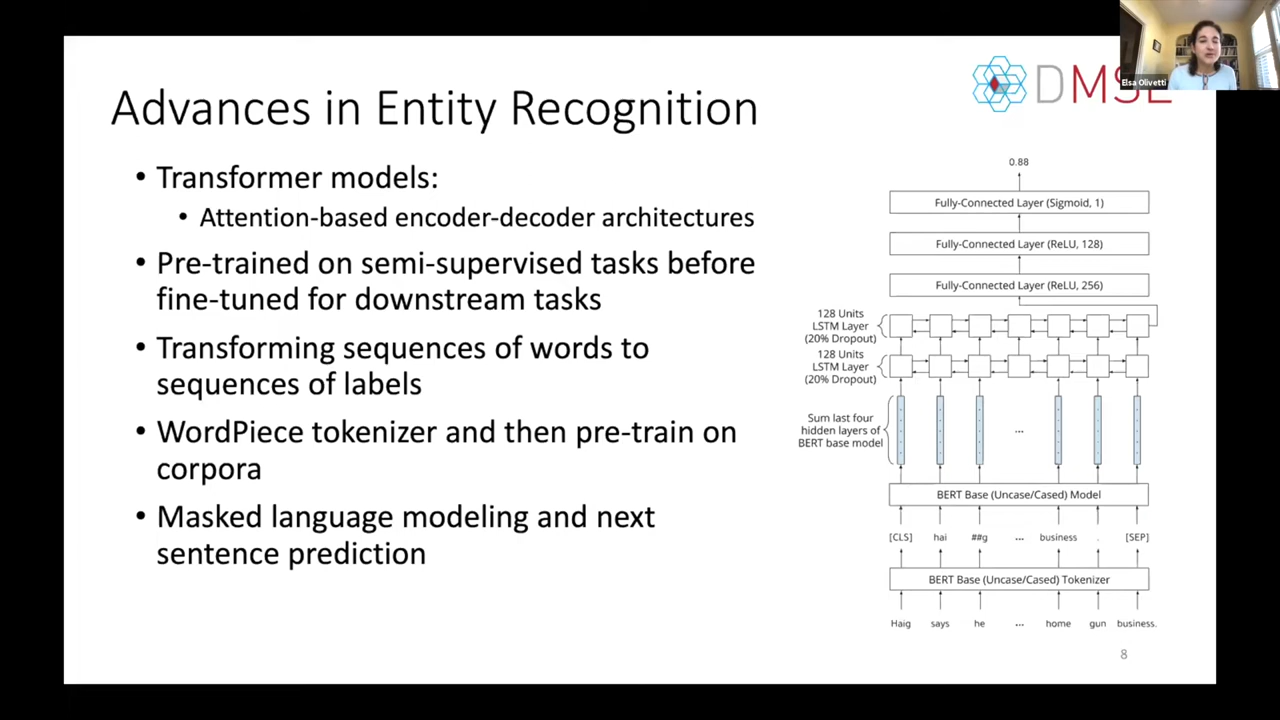 Elsa Olivetti
DMSE
Advances in Entity Recognition
• Transformer models:
• Attention-based encoder-decoder architectures
• Pre-trained on semi-supervised tasks before
fine-tuned for downstream tasks
• Transforming sequences of words to
sequences of labels
• WordPiece tokenizer and then pre-train on
corpora
• Masked language modeling and next
sentence prediction
0.88
Fully-Connected Layer (Sigmoid, 1)
Fully-Connected Layer (ReLU, 128)
Fully-Connected Layer (ReLU, 256)
128 Units
LSTM Layer
(20% Dropout)
128 Units
LSTM Layer
(20% Dropout)
Sum last four
hidden layers of
BERT base model
...
BERT Base (Uncase/Cased) Model
[CLS] hai ##g ... business . [SEP]
BERT Base (Uncase/Cased) Tokenizer
Haig says he ... home gun business.
8